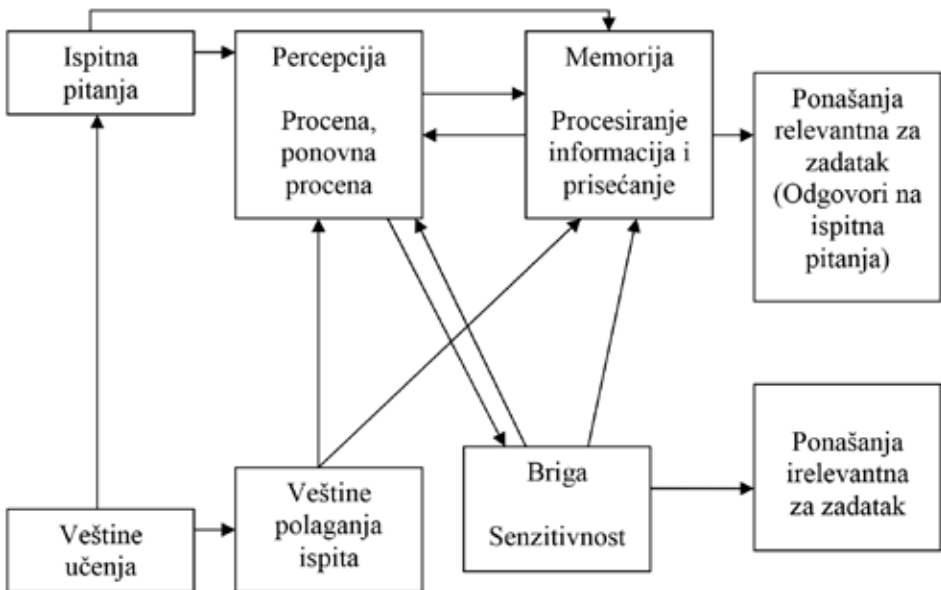 Ispitna
pitanja
Percepcija
Procena,
ponovna
procena
Memorija
Procesiranje
informacija i
prisećanje
Ponašanja
relevantna za
zadatak
(Odgovori na
ispitna
pitanja)
Veštine
učenja
Veštine
polaganja
ispita
Briga
Senzitivnost
Ponašanja
irelevantna
za zadatak